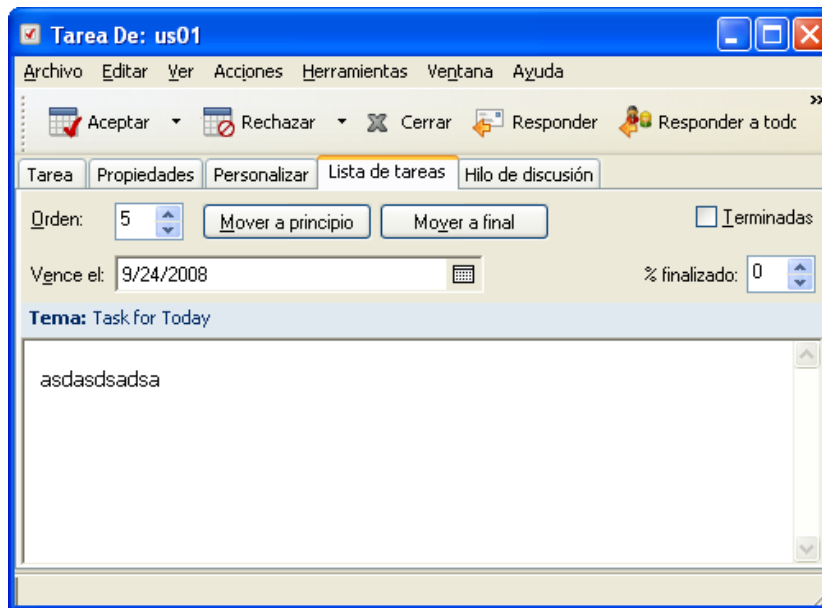 Tarea De: us01
Archivo Editar Ver Acciones Herramientas Ventana Ayuda
Aceptar Rechazar Cerrar Responder Responder a todc »
Tarea Propiedades Personalizar Lista de tareas Hilo de discusión
Orden: 5 Mover a principio Mover a final Terminadas
Vence el: 9/24/2008 % finalizado: 0
Tema: Task for Today
asdasdsadsa